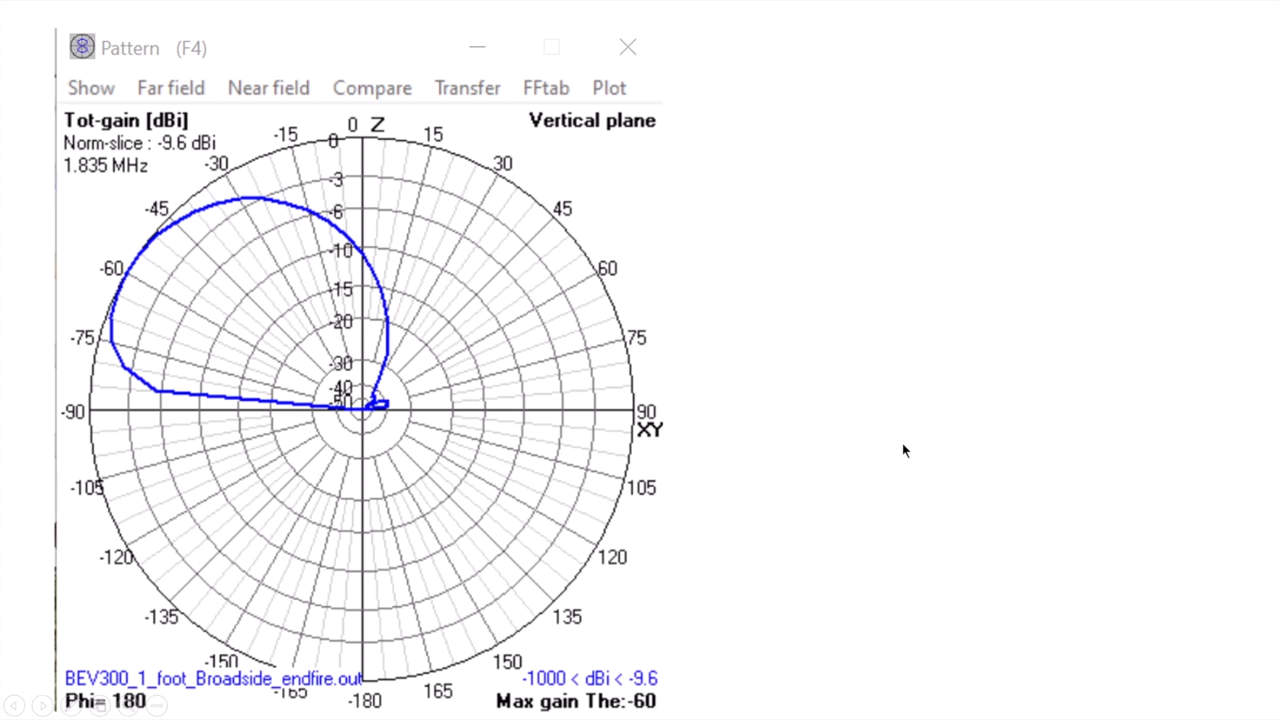 Pattern (F4)
Show Far field Near field Compare Transfer FFtab Plot
Tot-gain [dBi] Vertical plane
Norm-slice : -9.6 dBi
1.835 MHz
0 Z
-15 15
-30 30
-45 45
-60 60
-75 75
-90 90
XY
-105 105
-120 120
-135 135
-150 150
-165 165
-180
0
-3
-6
-10
-15
-20
-30
-40
-50
BEV300_1_foot_Broadside_endfire.out -1000 < dBi < -9.6
Phi= 180 Max gain The:-60